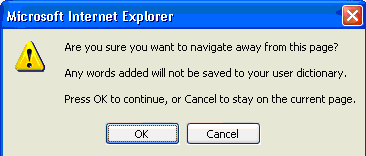 Microsoft Internet Explorer
Are you sure you want to navigate away from this page?
Any words added will not be saved to your user dictionary.
Press OK to continue, or Cancel to stay on the current page.
OK Cancel